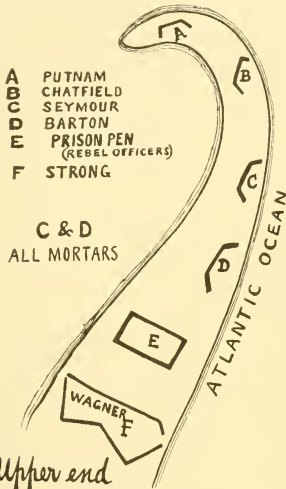 A PUTNAM
B CHATFIELD
C SEYMOUR
D BARTON
E PRISON PEN
(REBEL OFFICERS)
F STRONG
C & D
ALL MORTARS
A
B
C
D
E
WAGNER
F
ATLANTIC OCEAN
Upper end